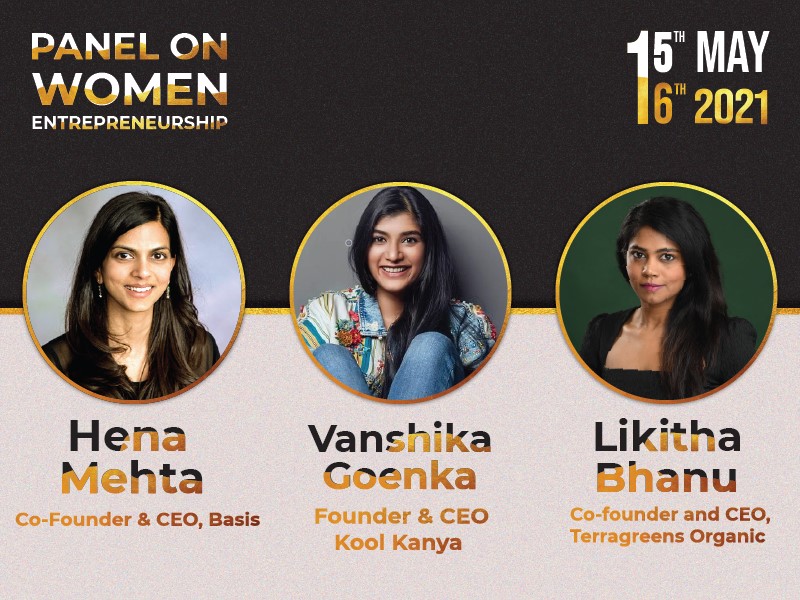 PANEL ON
WOMEN
ENTREPRENEURSHIP
15TH MAY
16TH 2021
Hena
Mehta
Co-Founder & CEO, Basis
Vanshika
Goenka
Founder & CEO
Kool Kanya
Likitha
Bhanu
Co-founder and CEO,
Terragreens Organic